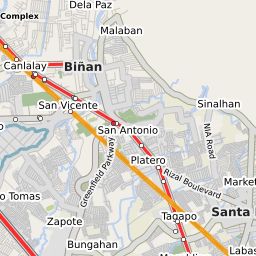 Dela Paz
Complex
Malaban
Canlalay
Biñan
San Vicente
Sinalhan
San Antonio
NIA Road
Greenfield Parkway
Platero
Rizal Boulevard
Market
o Tomas
Tagapo
Santa
Zapote
Bungahan
Labas